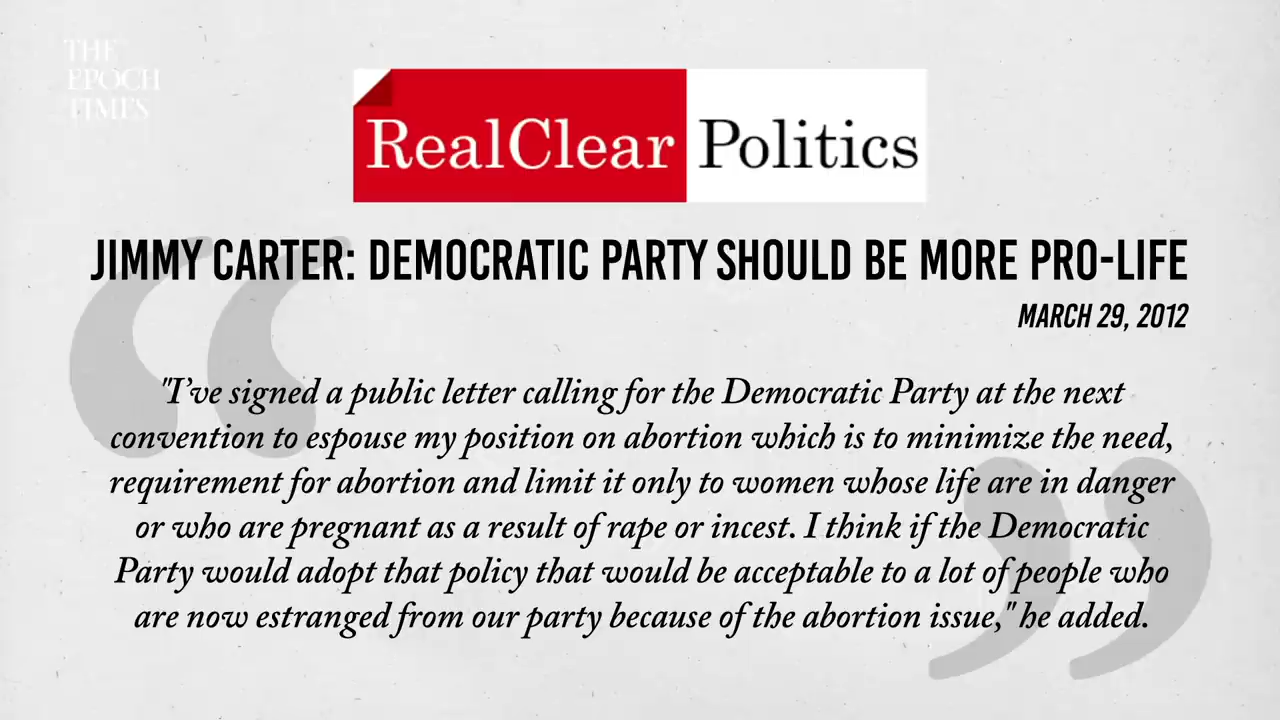 THE
EPOCH
TIMES
RealClear Politics
JIMMY CARTER: DEMOCRATIC PARTY SHOULD BE MORE PRO-LIFE
MARCH 29, 2012
"I've signed a public letter calling for the Democratic Party at the next
convention to espouse my position on abortion which is to minimize the need,
requirement for abortion and limit it only to women whose life are in danger
or who are pregnant as a result of rape or incest. I think if the Democratic
Party would adopt that policy that would be acceptable to a lot of people who
are now estranged from our party because of the abortion issue," he added.